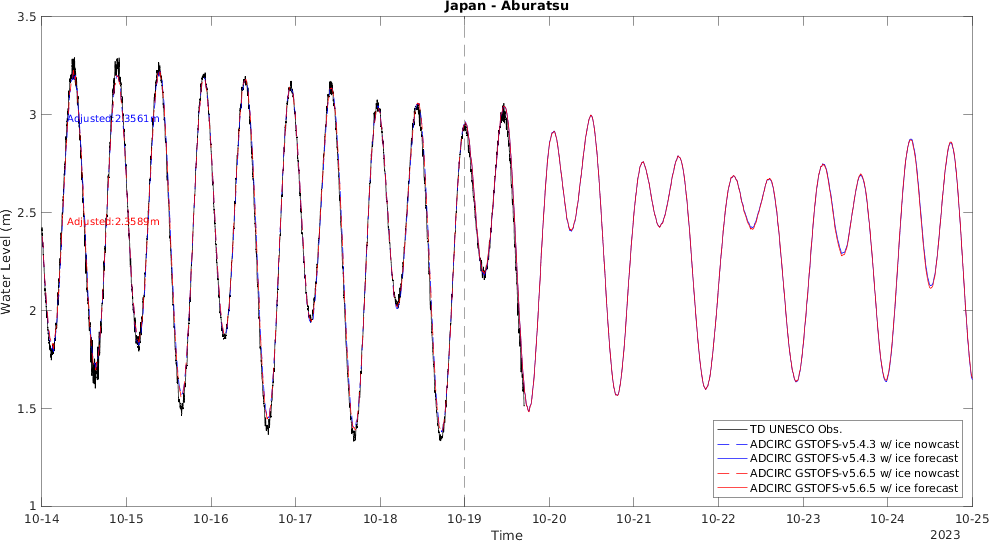 Japan - Aburatsu
3.5
3
2.5
2
1.5
1
Water Level (m)
Adjusted:2.3561m
Adjusted:2.3589m
TD UNESCO Obs.
ADCIRC GSTOFS-v5.4.3 w/ ice nowcast
ADCIRC GSTOFS-v5.4.3 w/ ice forecast
ADCIRC GSTOFS-v5.6.5 w/ ice nowcast
ADCIRC GSTOFS-v5.6.5 w/ ice forecast
10-14 10-15 10-16 10-17 10-18 10-19 10-20 10-21 10-22 10-23 10-24 10-25
Time
2023